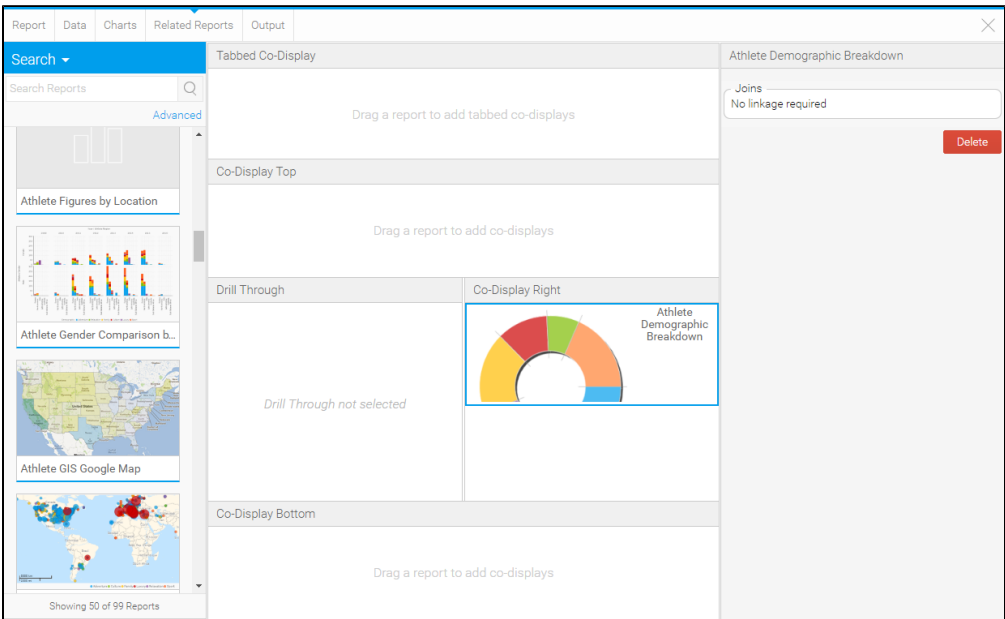 Report Data Charts Related Reports Output
Search
Search Reports
Advanced
Athlete Figures by Location
Athlete Gender Comparison b...
Athlete GIS Google Map
Showing 50 of 99 Reports
Tabbed Co-Display
Drag a report to add tabbed co-displays
Co-Display Top
Drag a report to add co-displays
Drill Through
Drill Through not selected
Co-Display Right
Athlete
Demographic
Breakdown
Co-Display Bottom
Drag a report to add co-displays
Athlete Demographic Breakdown
Joins
No linkage required
Delete